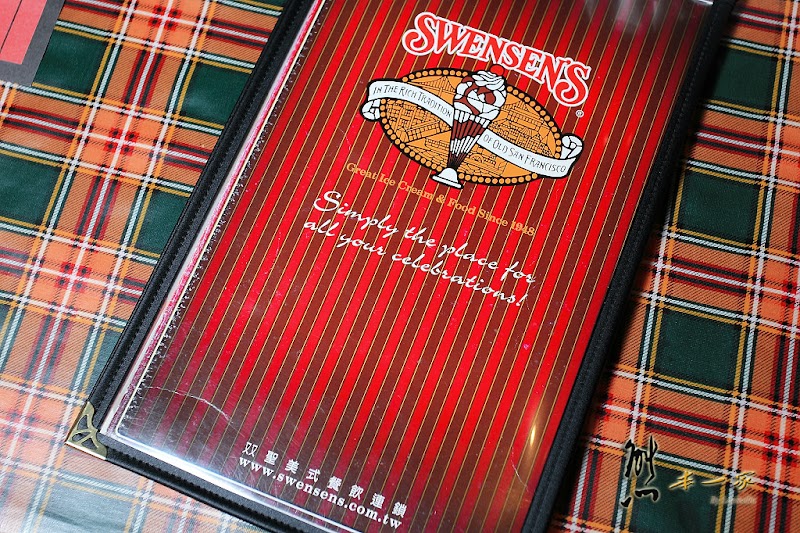 SWENSEN'S
®
IN THE RICH TRADITION
OF OLD SAN FRANCISCO
Great Ice Cream & Food Since 1948
Simply the place for
all your celebrations!
双聖美式餐飲連鎖
www.swensens.com.tw